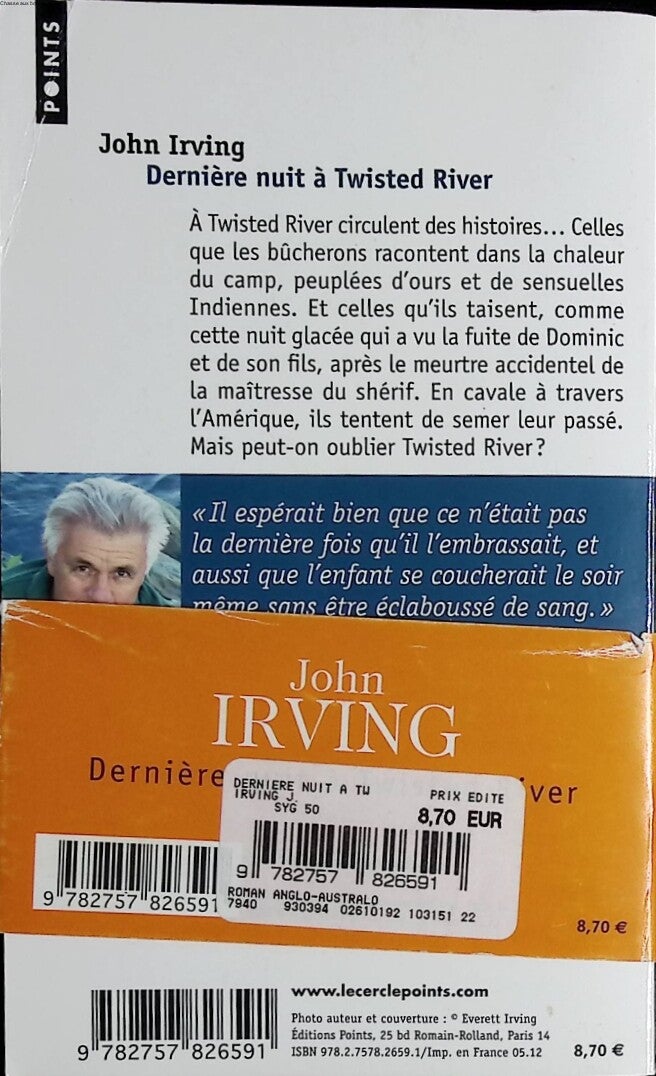 Chasse aux
POINTS
John Irving
Dernière nuit à Twisted River
À Twisted River circulent des histoires… Celles
que les bûcherons racontent dans la chaleur
du camp, peuplées d’ours et de sensuelles
Indiennes. Et celles qu’ils taisent, comme
cette nuit glacée qui a vu la fuite de Dominic
et de son fils, après le meurtre accidentel de
la maîtresse du shérif. En cavale à travers
l’Amérique, ils tentent de semer leur passé.
Mais peut-on oublier Twisted River ?
« Il espérait bien que ce n’était pas
la dernière fois qu’il l’embrassait, et
aussi que l’enfant se coucherait le soir
même sans être éclaboussé de sang. »
John
IRVING
Dernière ver
DERNIERE NUIT A TW PRIX EDITE
IRVING J.
SYG 50 8,70 EUR
9 782757 826591
ROMAN ANGLO-AUSTRALO
7940 930394 02610192 103151 22
9 782757 826591
8,70 €
www.lecerclepoints.com
Photo auteur et couverture : © Everett Irving
Éditions Points, 25 bd Romain-Rolland, Paris 14
ISBN 978.2.7578.2659.1/Imp. en France 05.12 8,70 €
9 782757 826591